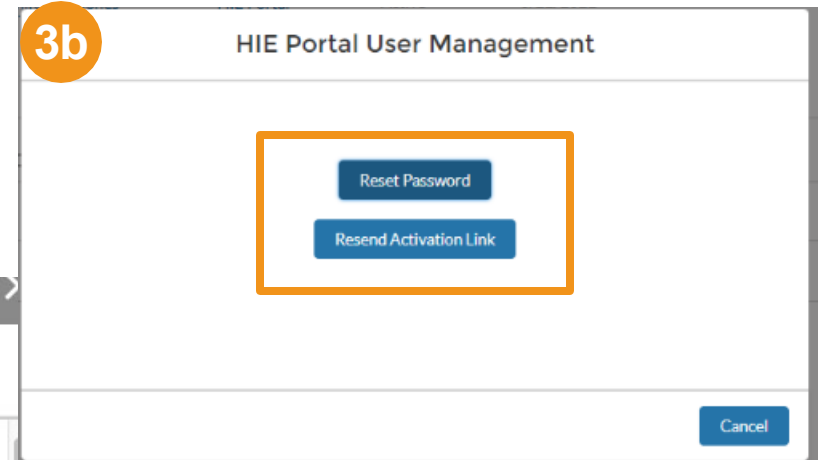 3b
HIE Portal User Management
Reset Password
Resend Activation Link
Cancel